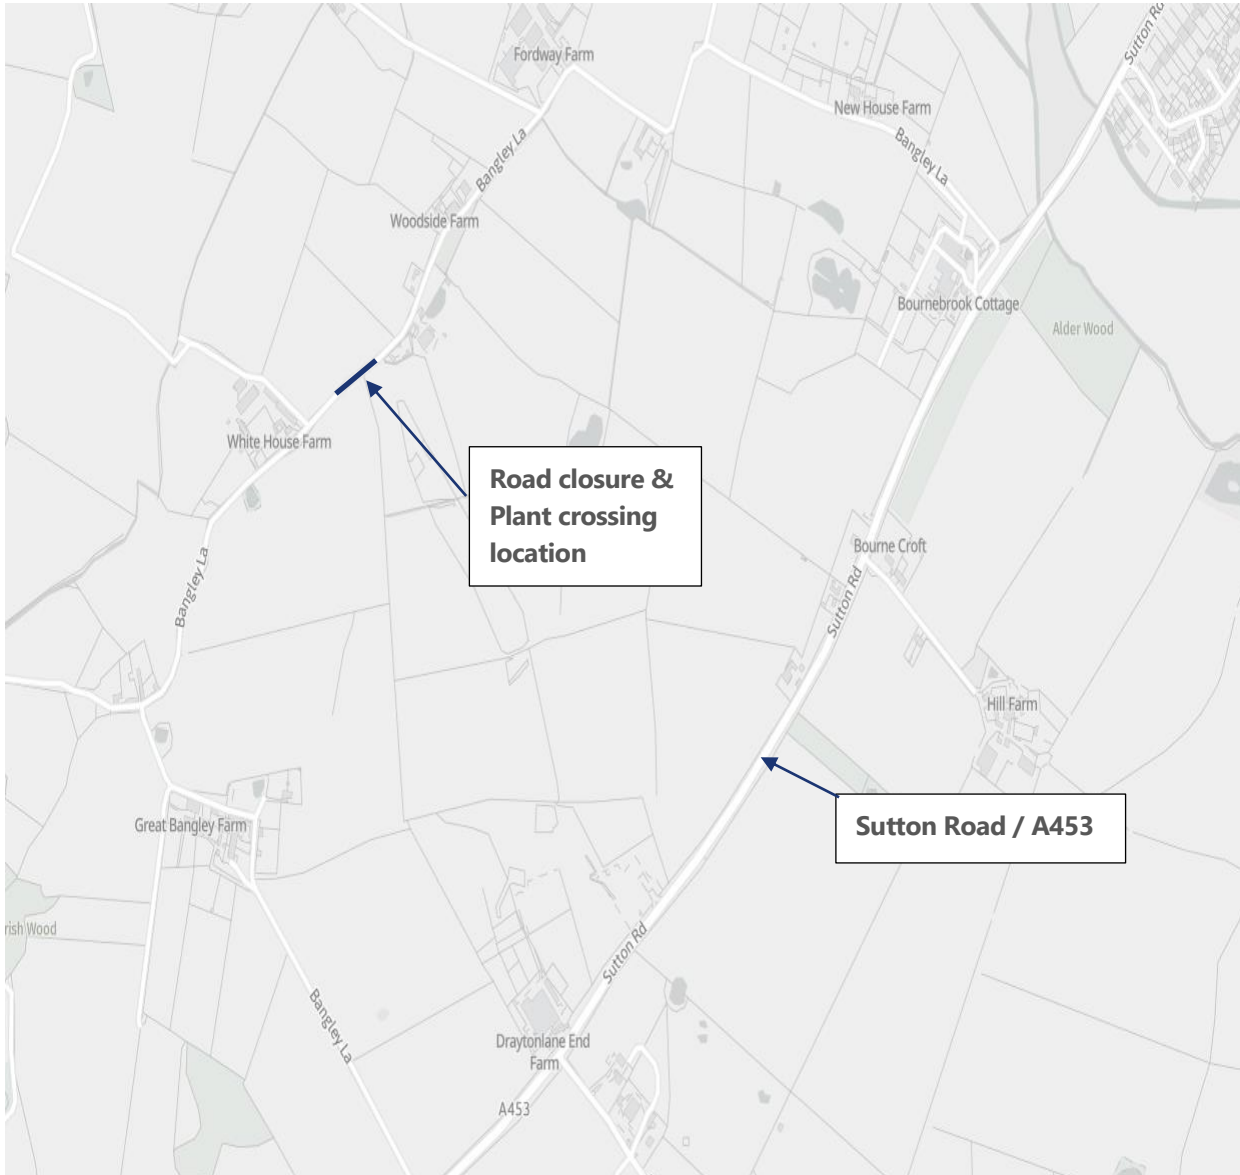 Sutton Rd
Fordway Farm
New House Farm
Bangley La
Bangley La
Woodside Farm
Bournebrook Cottage
Alder Wood
White House Farm
Road closure &
Plant crossing
location
Bourne Croft
Bangley La
Sutton Rd
Hill Farm
Great Bangley Farm
Sutton Road / A453
rish Wood
Sutton Rd
Bangley La
Draytonlane End
Farm
A453